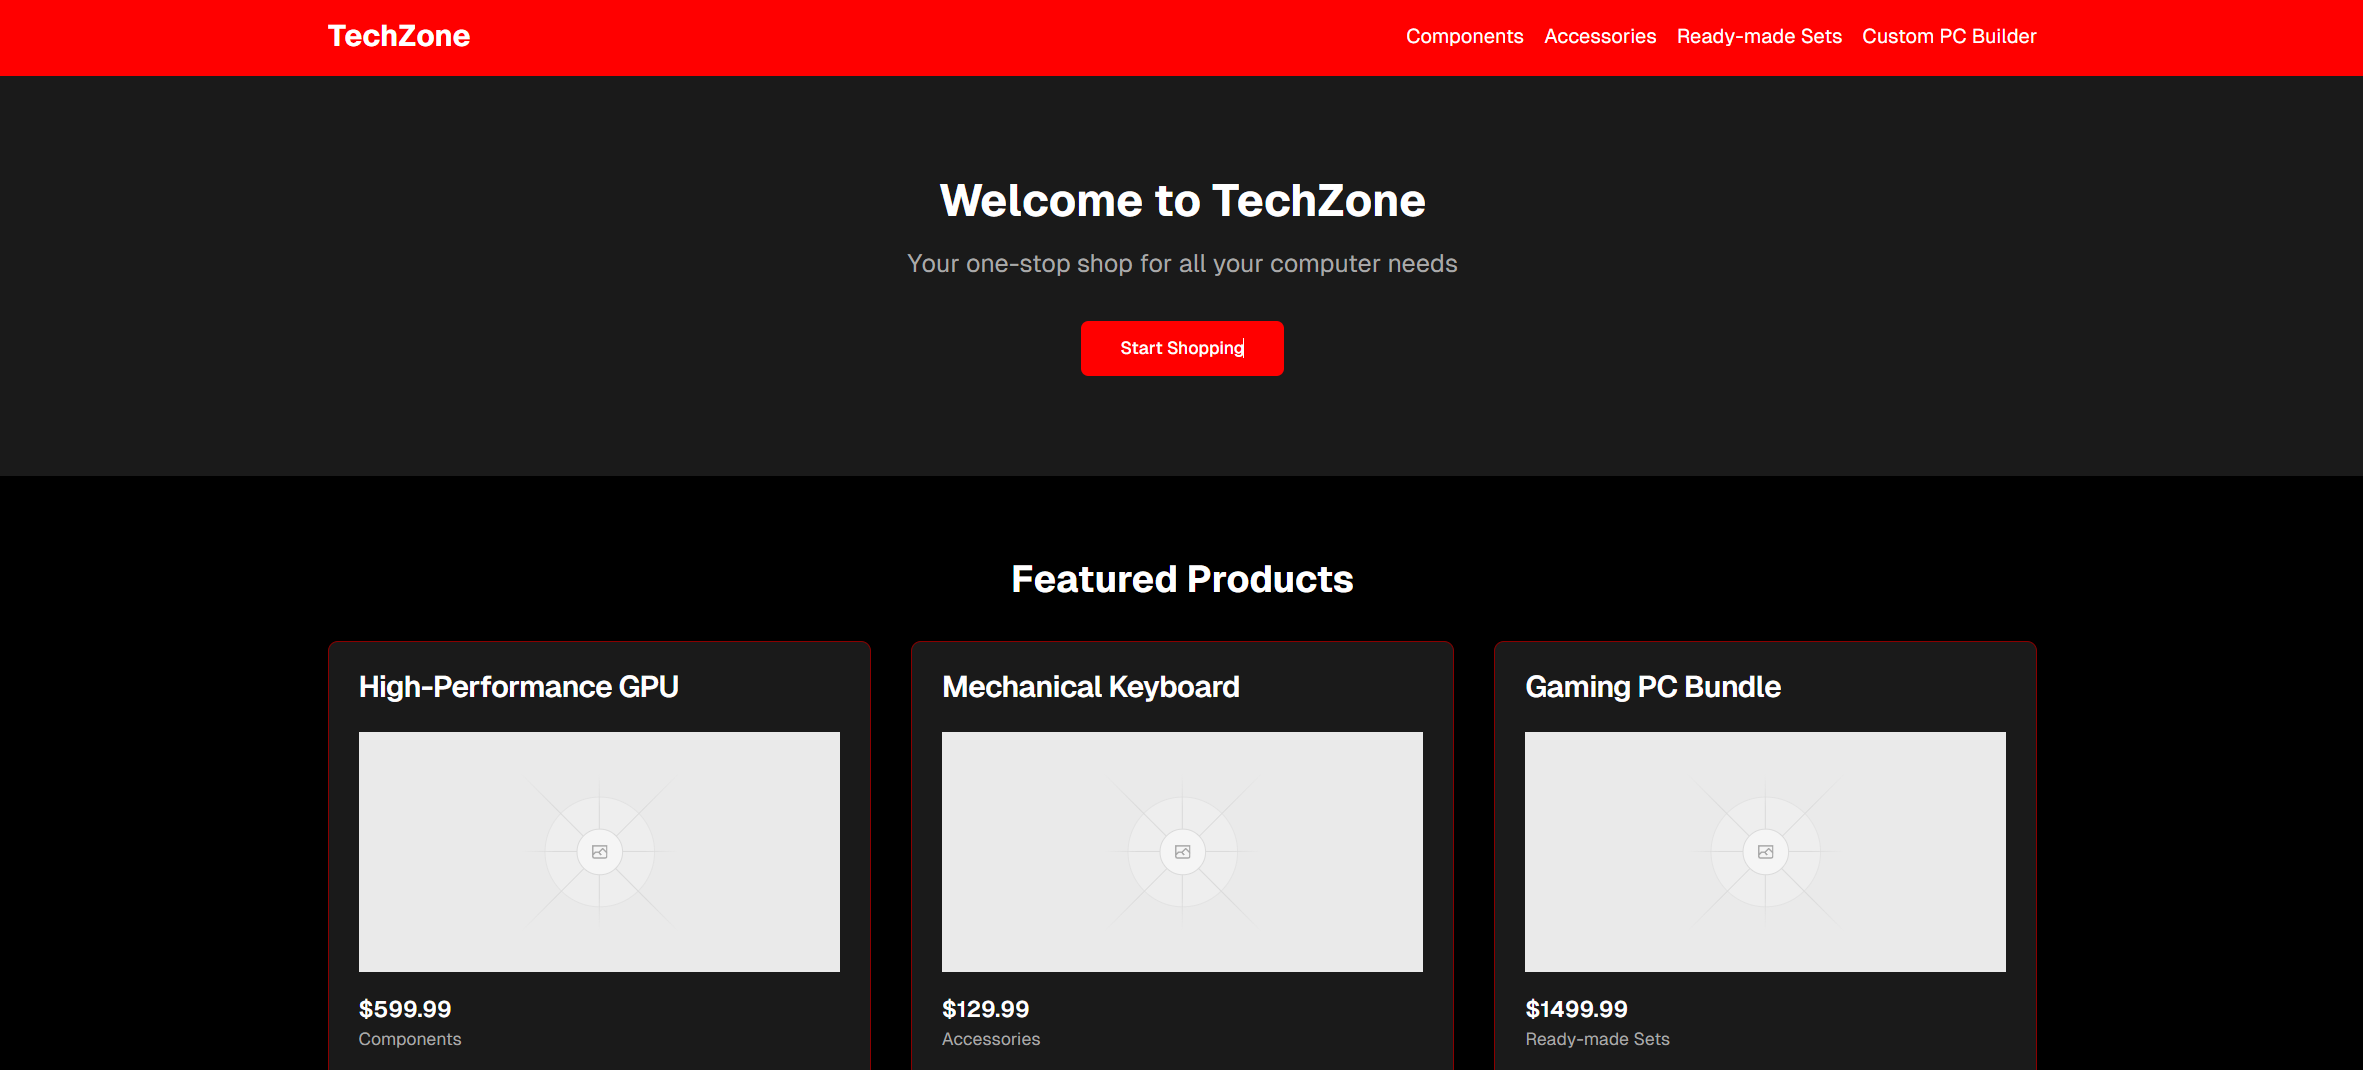 TechZone
Components Accessories Ready-made Sets Custom PC Builder
Welcome to TechZone
Your one-stop shop for all your computer needs
Start Shopping
Featured Products
High-Performance GPU
$599.99
Components
Mechanical Keyboard
$129.99
Accessories
Gaming PC Bundle
$1499.99
Ready-made Sets